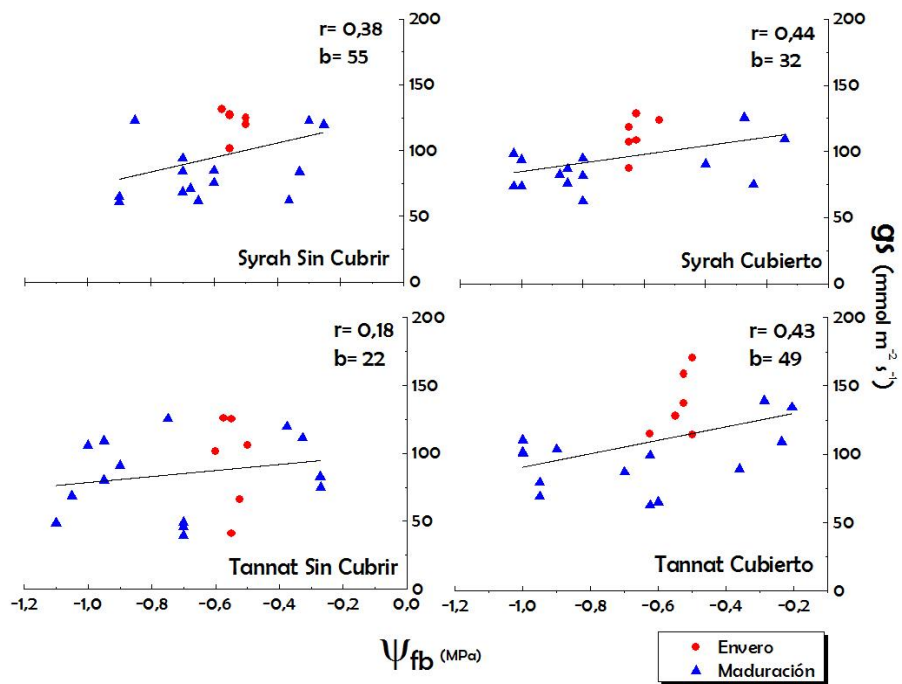 r= 0,38
b= 55
200
150
100
50
0
Syrah Sin Cubrir
r= 0,44
b= 32
200
150
100
50
0
Syrah Cubierto
gs (mmol m⁻² s⁻¹)
r= 0,18
b= 22
200
150
100
50
0
Tannat Sin Cubrir
-1,2 -1,0 -0,8 -0,6 -0,4 -0,2 0,0
r= 0,43
b= 49
200
150
100
50
0
Tannat Cubierto
-1,2 -1,0 -0,8 -0,6 -0,4 -0,2
Ψfb (MPa)
Envero
Maduración